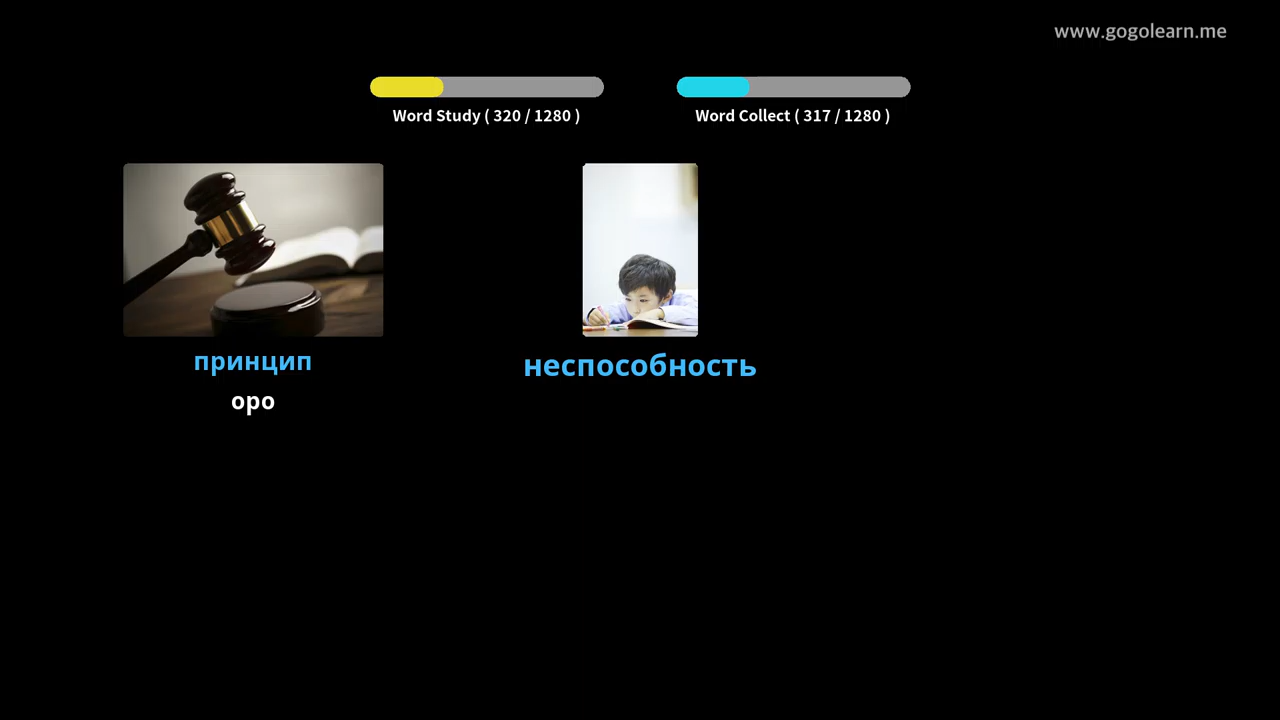 www.gogolearn.me
Word Study ( 320 / 1280 )
Word Collect ( 317 / 1280 )
принцип
оро
неспособность